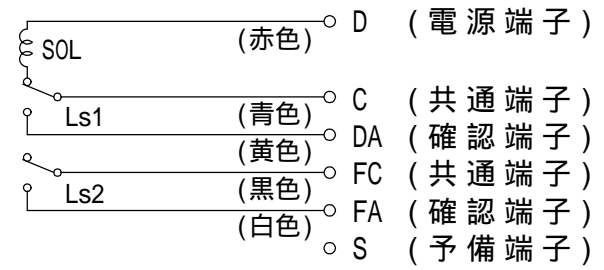 D (電源端子)
(赤色)
SOL
C (共通端子)
Ls1 (青色)
DA (確認端子)
(黄色)
FC (共通端子)
Ls2 (黒色)
FA (確認端子)
(白色)
S (予備端子)